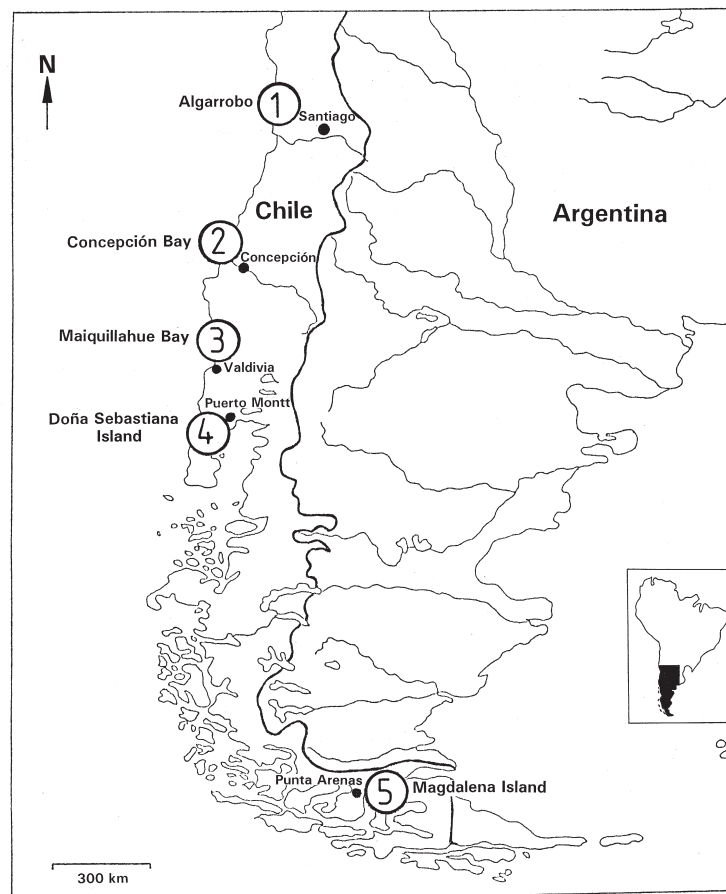 N
Algarrobo 1
Santiago
Chile
Argentina
Concepción Bay 2
Concepción
Maiquillahue Bay 3
Valdivia
Puerto Montt
Doña Sebastiana
Island
4
Punta Arenas 5 Magdalena Island
300 km